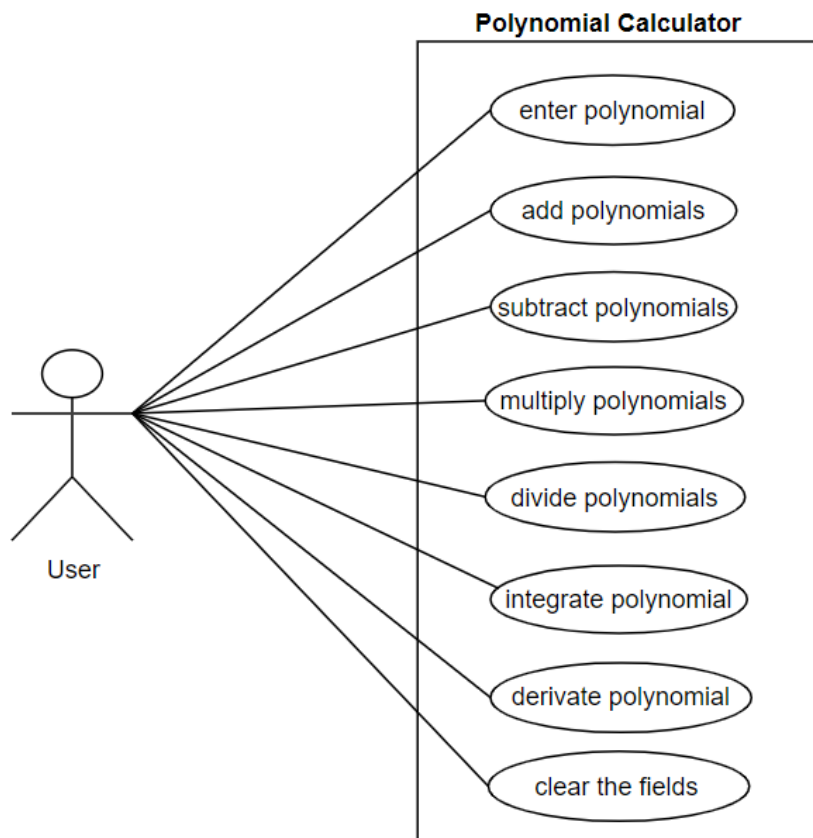 Polynomial Calculator
enter polynomial
add polynomials
subtract polynomials
multiply polynomials
divide polynomials
User
integrate polynomial
derivate polynomial
clear the fields